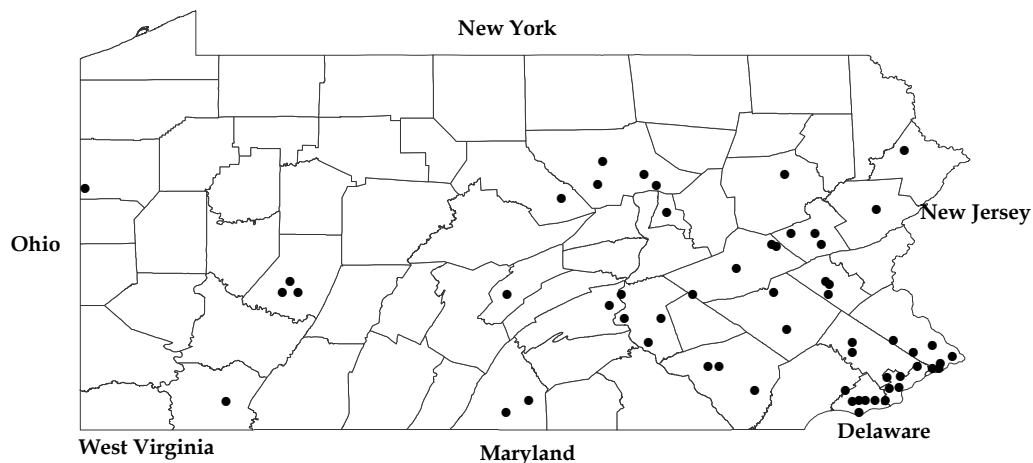 New York
New Jersey
Ohio
West Virginia
Maryland
Delaware